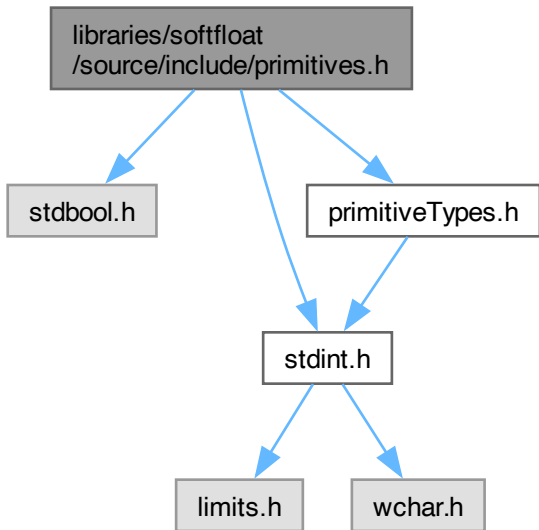 libraries/softfloat
/source/include/primitives.h
stdbool.h
primitiveTypes.h
stdint.h
limits.h
wchar.h